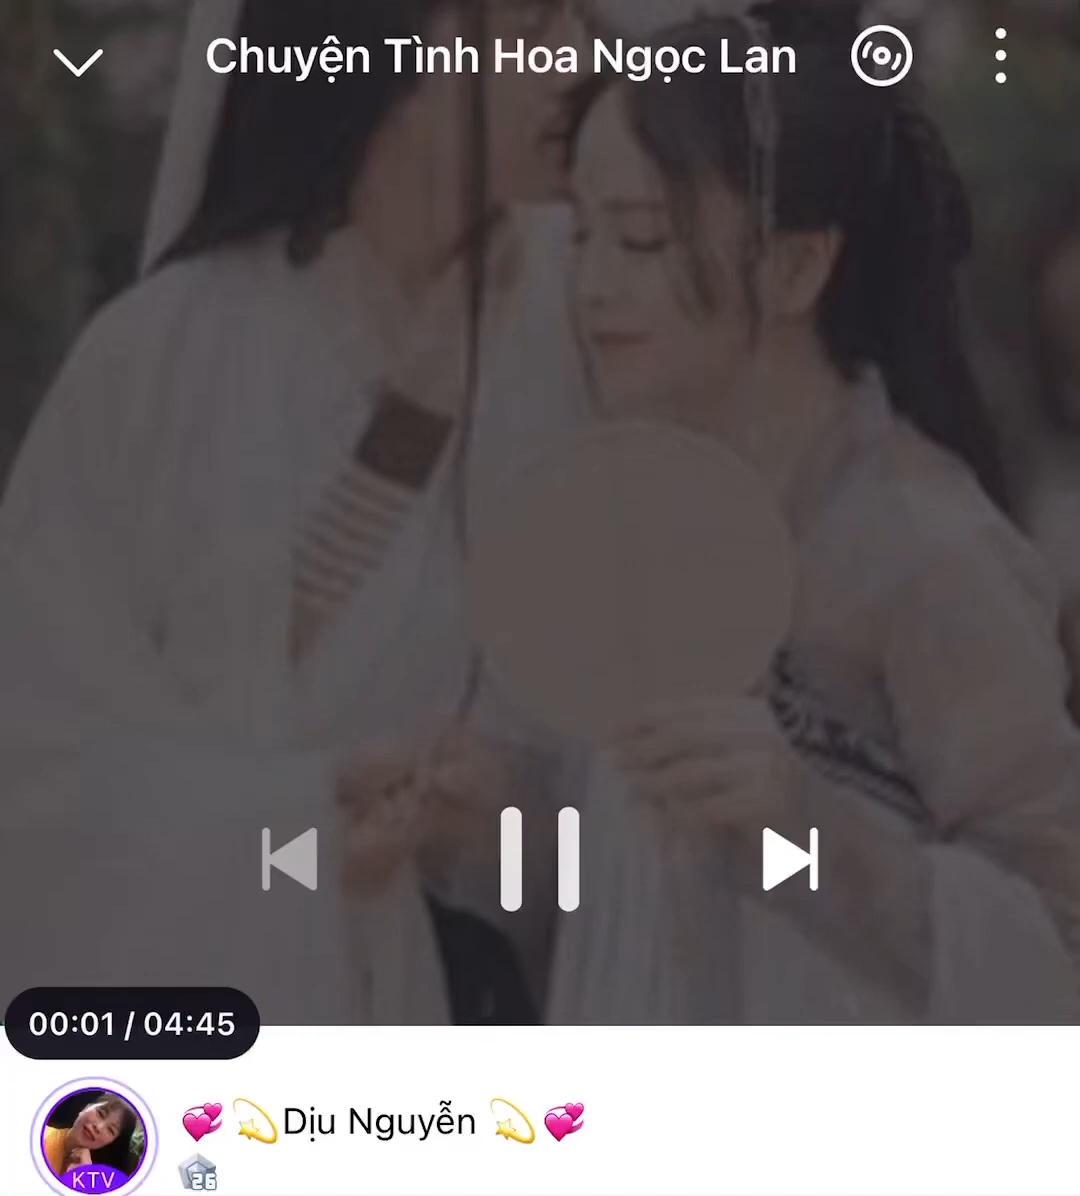 Chuyện Tình Hoa Ngọc Lan
00:01 / 04:45
💞 💫Dịu Nguyễn 💫💞
KTV
26